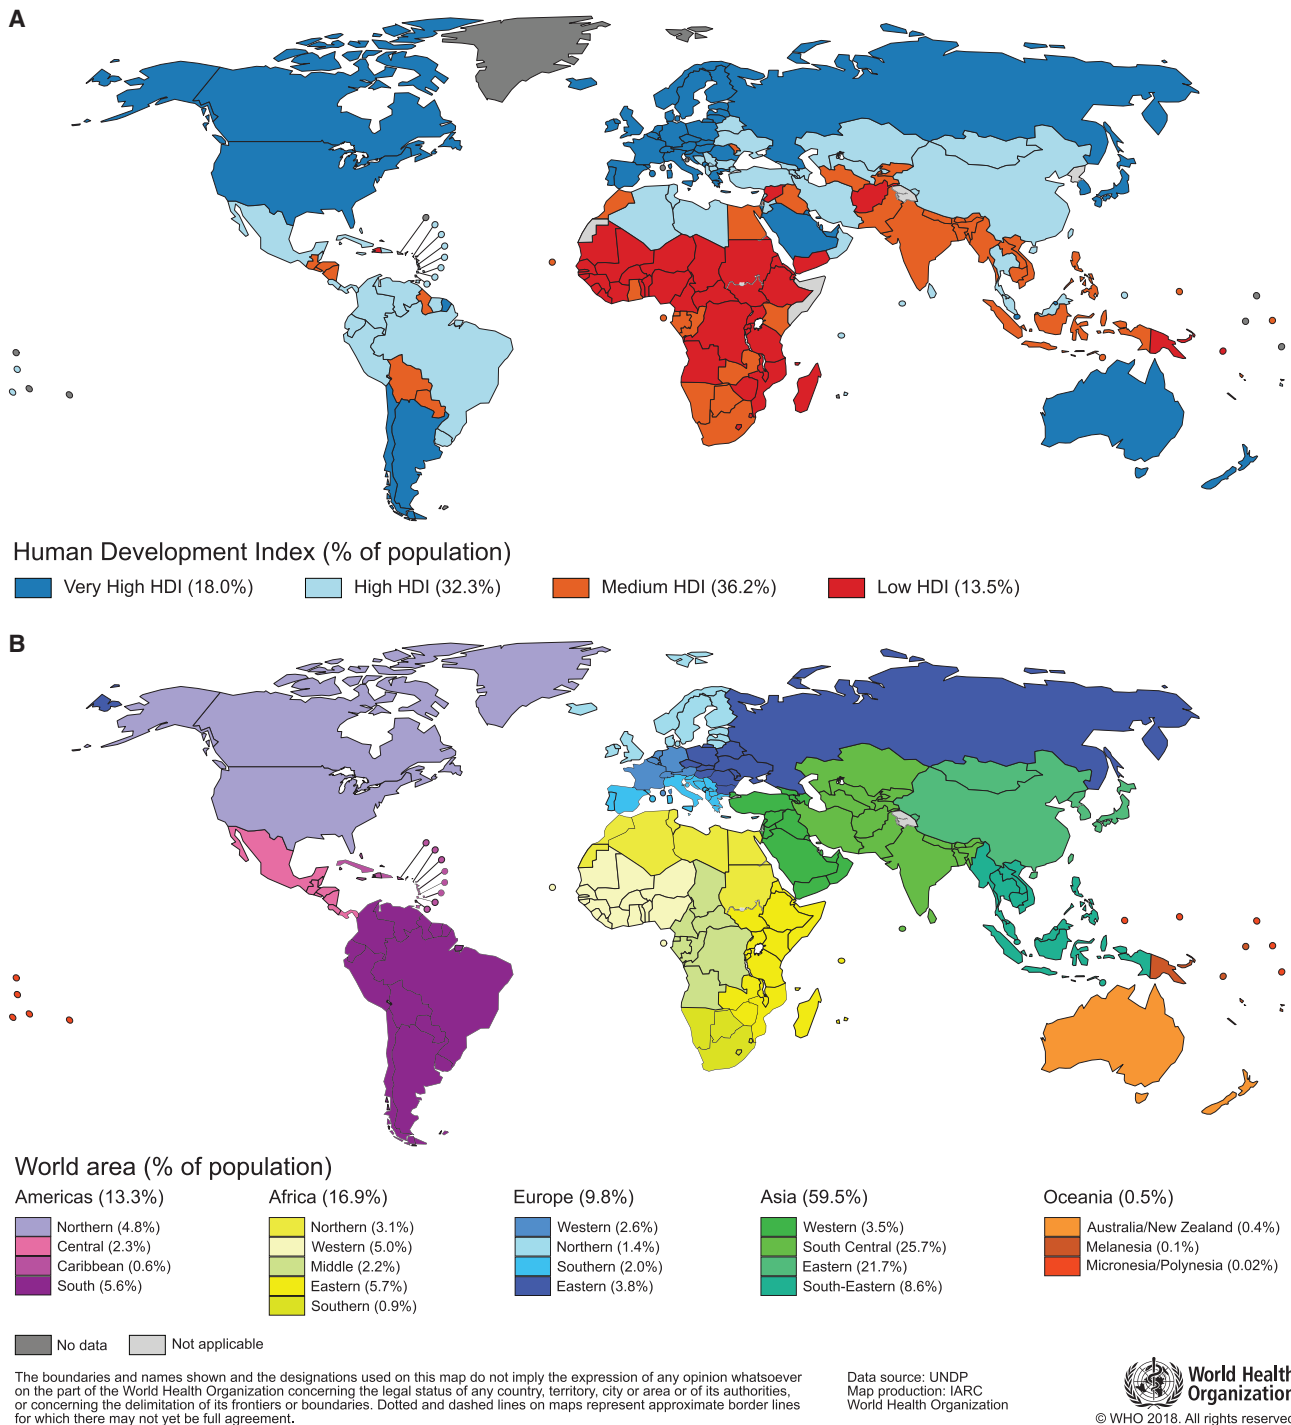 A
Human Development Index (% of population)
Very High HDI (18.0%)
High HDI (32.3%)
Medium HDI (36.2%)
Low HDI (13.5%)
B
World area (% of population)
Americas (13.3%)
Northern (4.8%)
Central (2.3%)
Caribbean (0.6%)
South (5.6%)
Africa (16.9%)
Northern (3.1%)
Western (5.0%)
Middle (2.2%)
Eastern (5.7%)
Southern (0.9%)
Europe (9.8%)
Western (2.6%)
Northern (1.4%)
Southern (2.0%)
Eastern (3.8%)
Asia (59.5%)
Western (3.5%)
South Central (25.7%)
Eastern (21.7%)
South-Eastern (8.6%)
Oceania (0.5%)
Australia/New Zealand (0.4%)
Melanesia (0.1%)
Micronesia/Polynesia (0.02%)
No data
Not applicable
The boundaries and names shown and the designations used on this map do not imply the expression of any opinion whatsoever
on the part of the World Health Organization concerning the legal status of any country, territory, city or area or of its authorities,
or concerning the delimitation of its frontiers or boundaries. Dotted and dashed lines on maps represent approximate border lines
for which there may not yet be full agreement.
Data source: UNDP
Map production: IARC
World Health Organization
World Health
Organization
© WHO 2018. All rights reserved